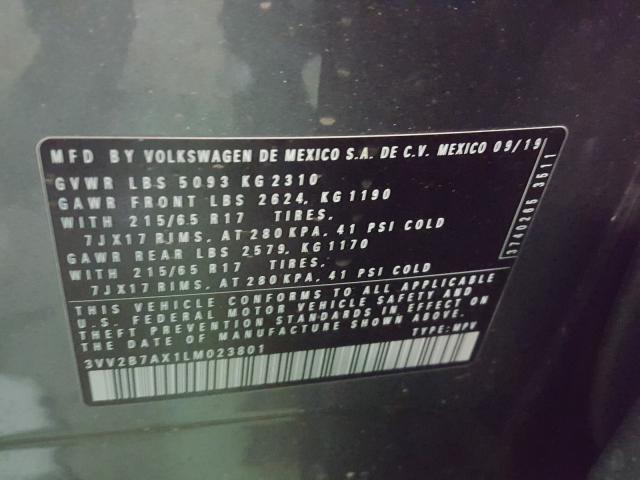 MFD BY VOLKSWAGEN DE MEXICO S.A. DE C.V. MEXICO 09/19
GVWR LBS 5093 KG 2310
GAWR FRONT LBS 2624, KG 1190
WITH 215/65 R17 TIRES,
7JX17 RIMS, AT 280 KPA, 41 PSI COLD
GAWR REAR LBS 2579, KG 1170
WITH 215/65 R17 TIRES,
7JX17 RIMS, AT 280 KPA, 41 PSI COLD
THIS VEHICLE CONFORMS TO ALL APPLICABLE
U.S. FEDERAL MOTOR VEHICLE SAFETY AND
THEFT PREVENTION STANDARDS IN EFFECT ON
THE DATE OF MANUFACTURE SHOWN ABOVE.
3VV2B7AX1LM023801 TYPE: MPV
3740265 3511